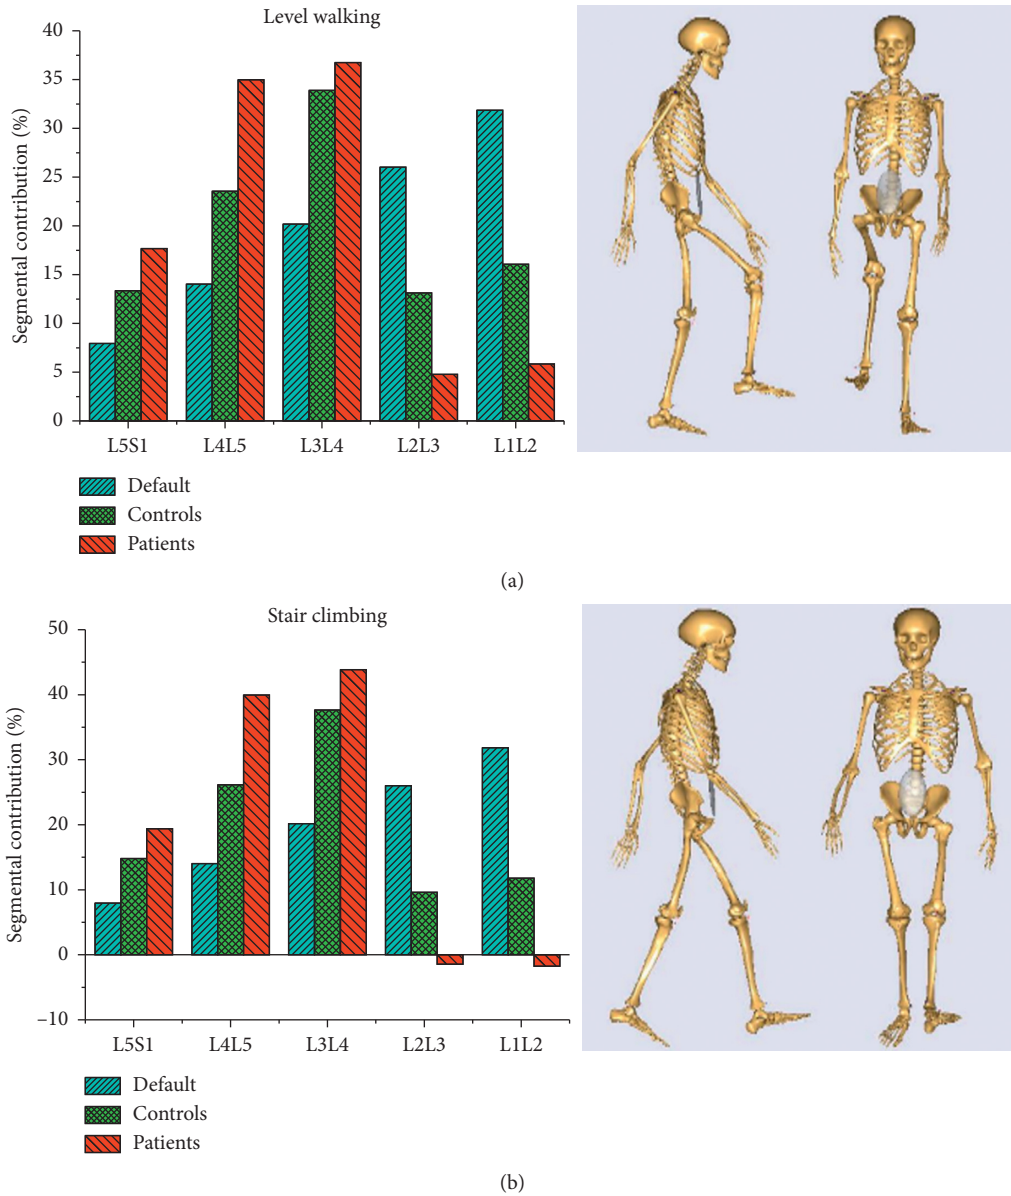 Level walking
40
35
30
25
20
15
10
5
0
Segmental contribution (%)
L5S1 L4L5 L3L4 L2L3 L1L2
Default
Controls
Patients
(a)
Stair climbing
50
40
30
20
10
0
−10
Segmental contribution (%)
L5S1 L4L5 L3L4 L2L3 L1L2
Default
Controls
Patients
(b)